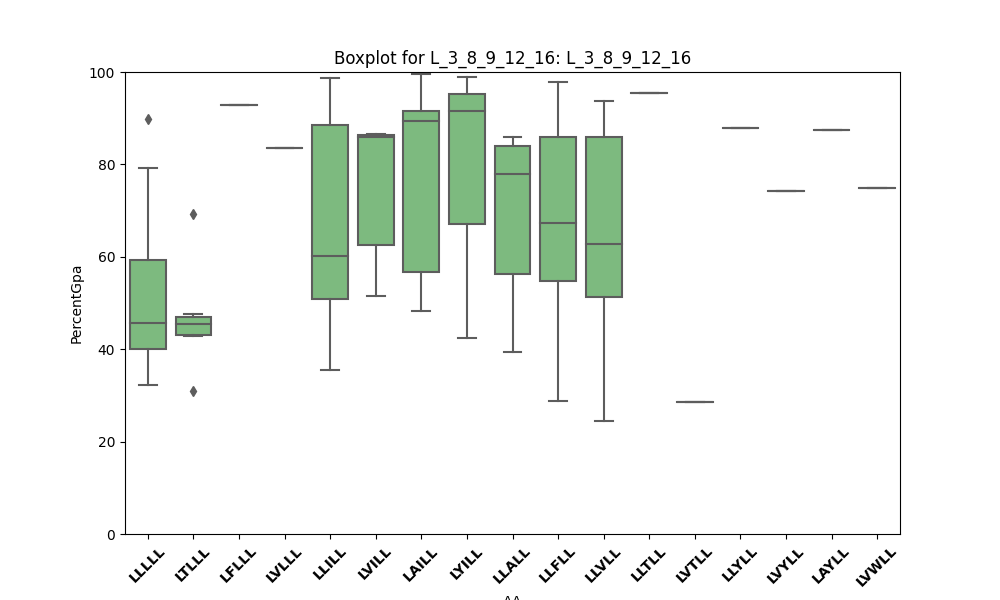 Boxplot for L_3_8_9_12_16: L_3_8_9_12_16
100
80
60
40
20
0
PercentGpa
LLLLL LTLLL LFLLL LVLLL LLILL LVILL LAILL LYILL LLALL LLFLL LLVLL LLTLL LVTLL LLYLL LVYLL LAYLL LVWLL
AA